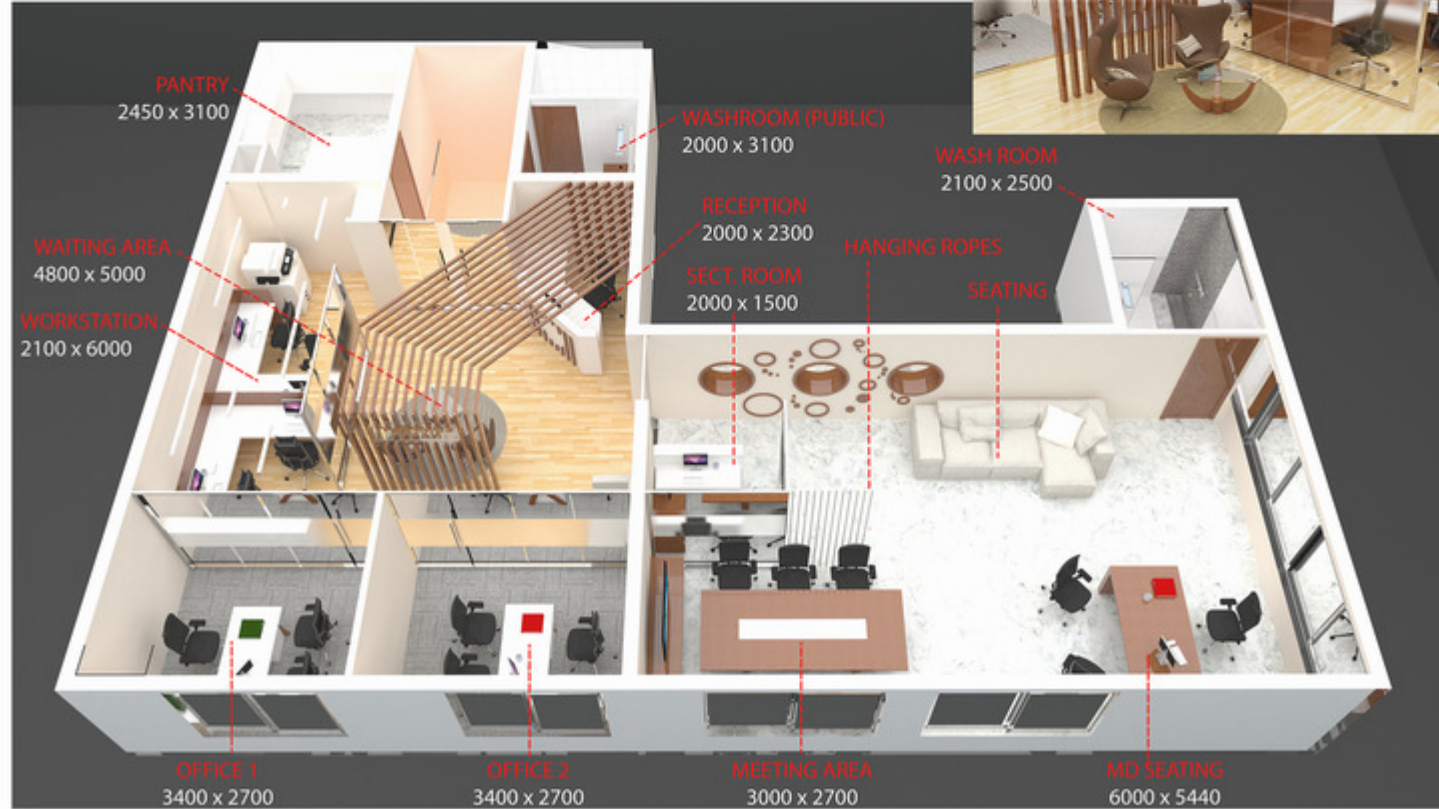 PANTRY
2450 x 3100
WASHROOM (PUBLIC)
2000 x 3100
WASH ROOM
2100 x 2500
RECEPTION
2000 x 2300
WAITING AREA
4800 x 5000
HANGING ROPES
SECT. ROOM
2000 x 1500
SEATING
WORKSTATION
2100 x 6000
OFFICE 1
3400 x 2700
OFFICE 2
3400 x 2700
MEETING AREA
3000 x 2700
MD SEATING
6000 x 5440